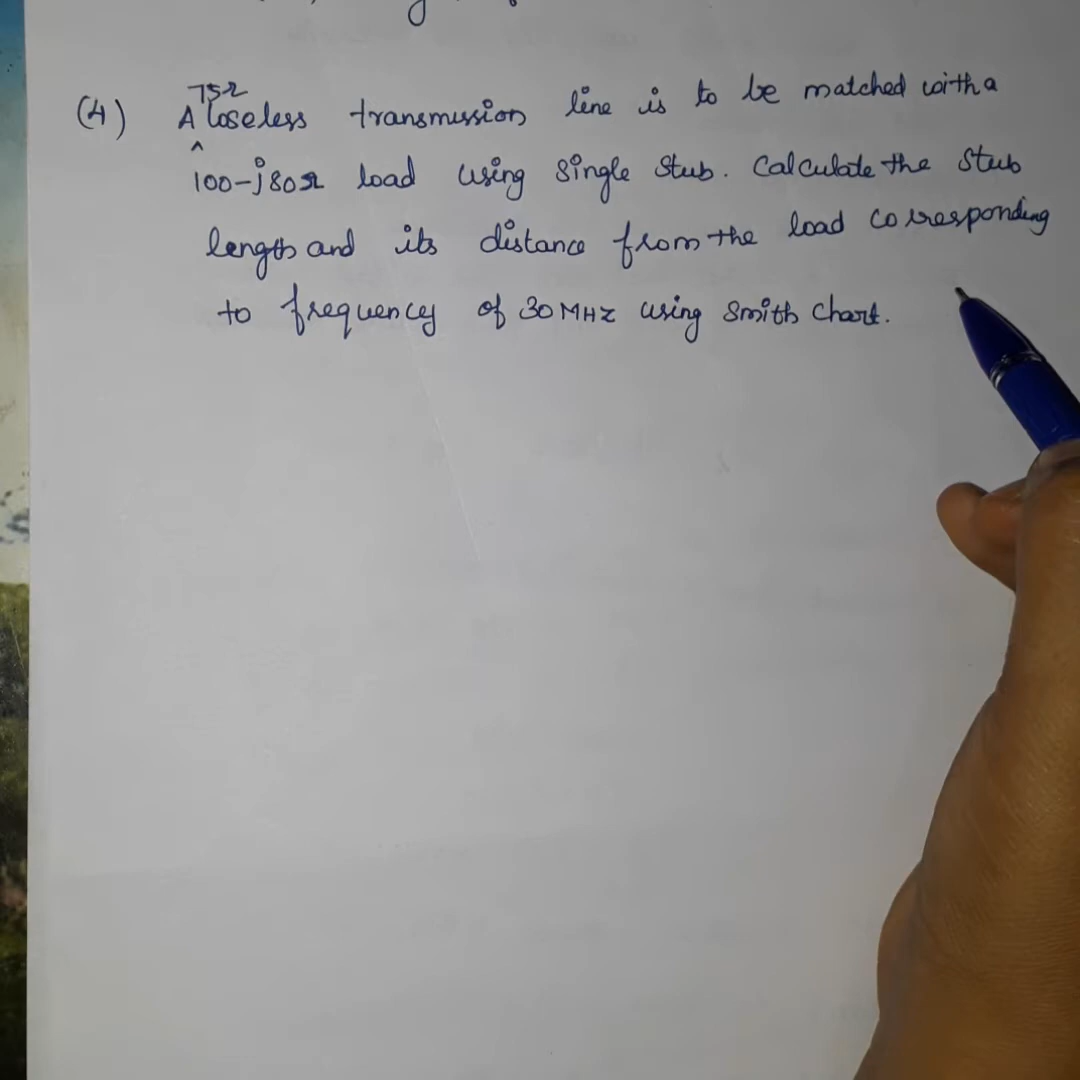 75Ω
(4) A ^ loseless transmission line is to be matched with a
100-j80Ω load using single stub. Calculate the stub
length and its distance from the load corresponding
to frequency of 30 MHz using smith chart.